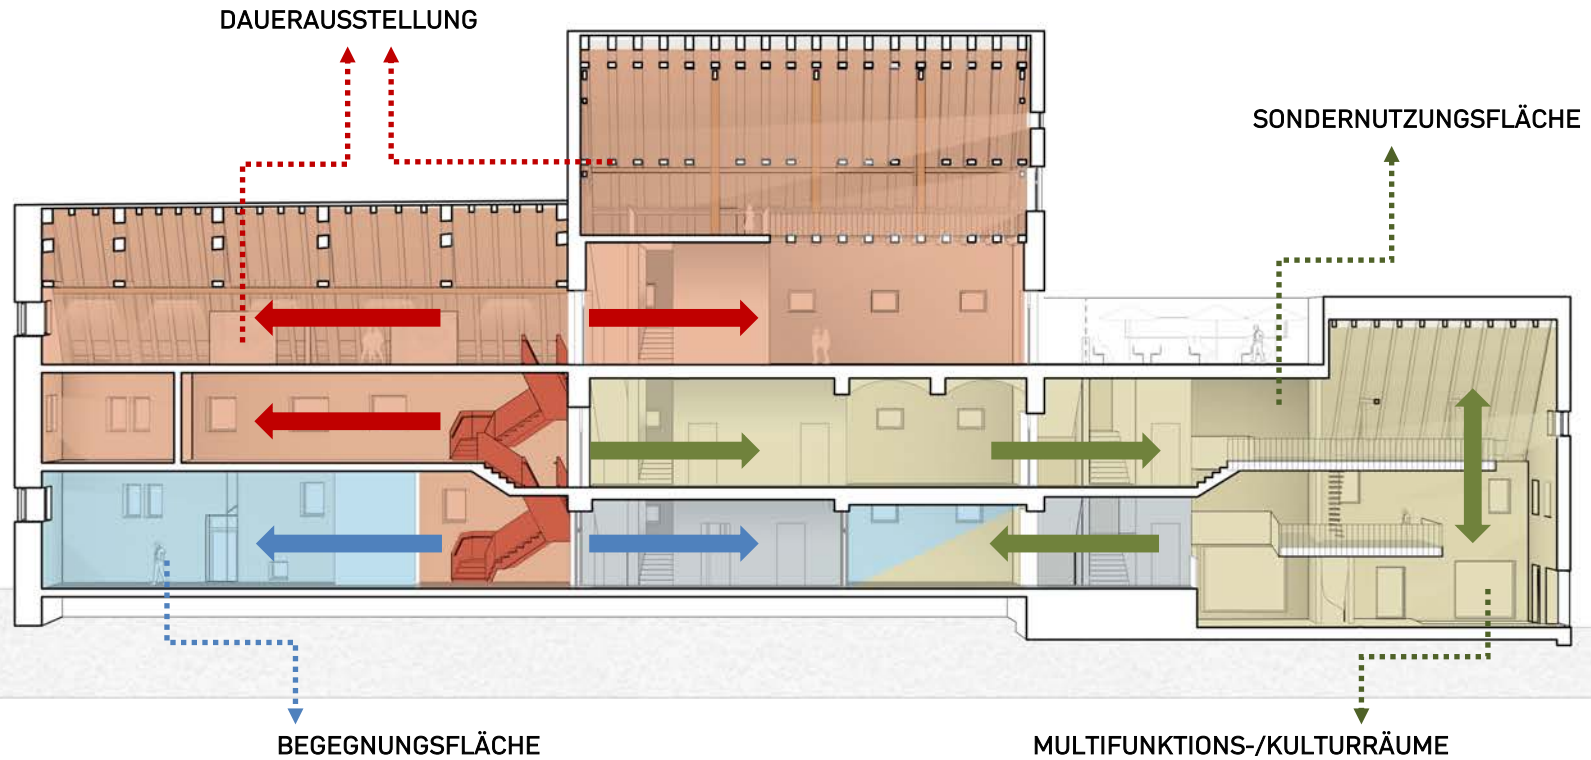 DAUERAUSSTELLUNG
SONDERNUTZUNGSFLÄCHE
BEGEGNUNGSFLÄCHE
MULTIFUNKTIONS-/KULTURRÄUME